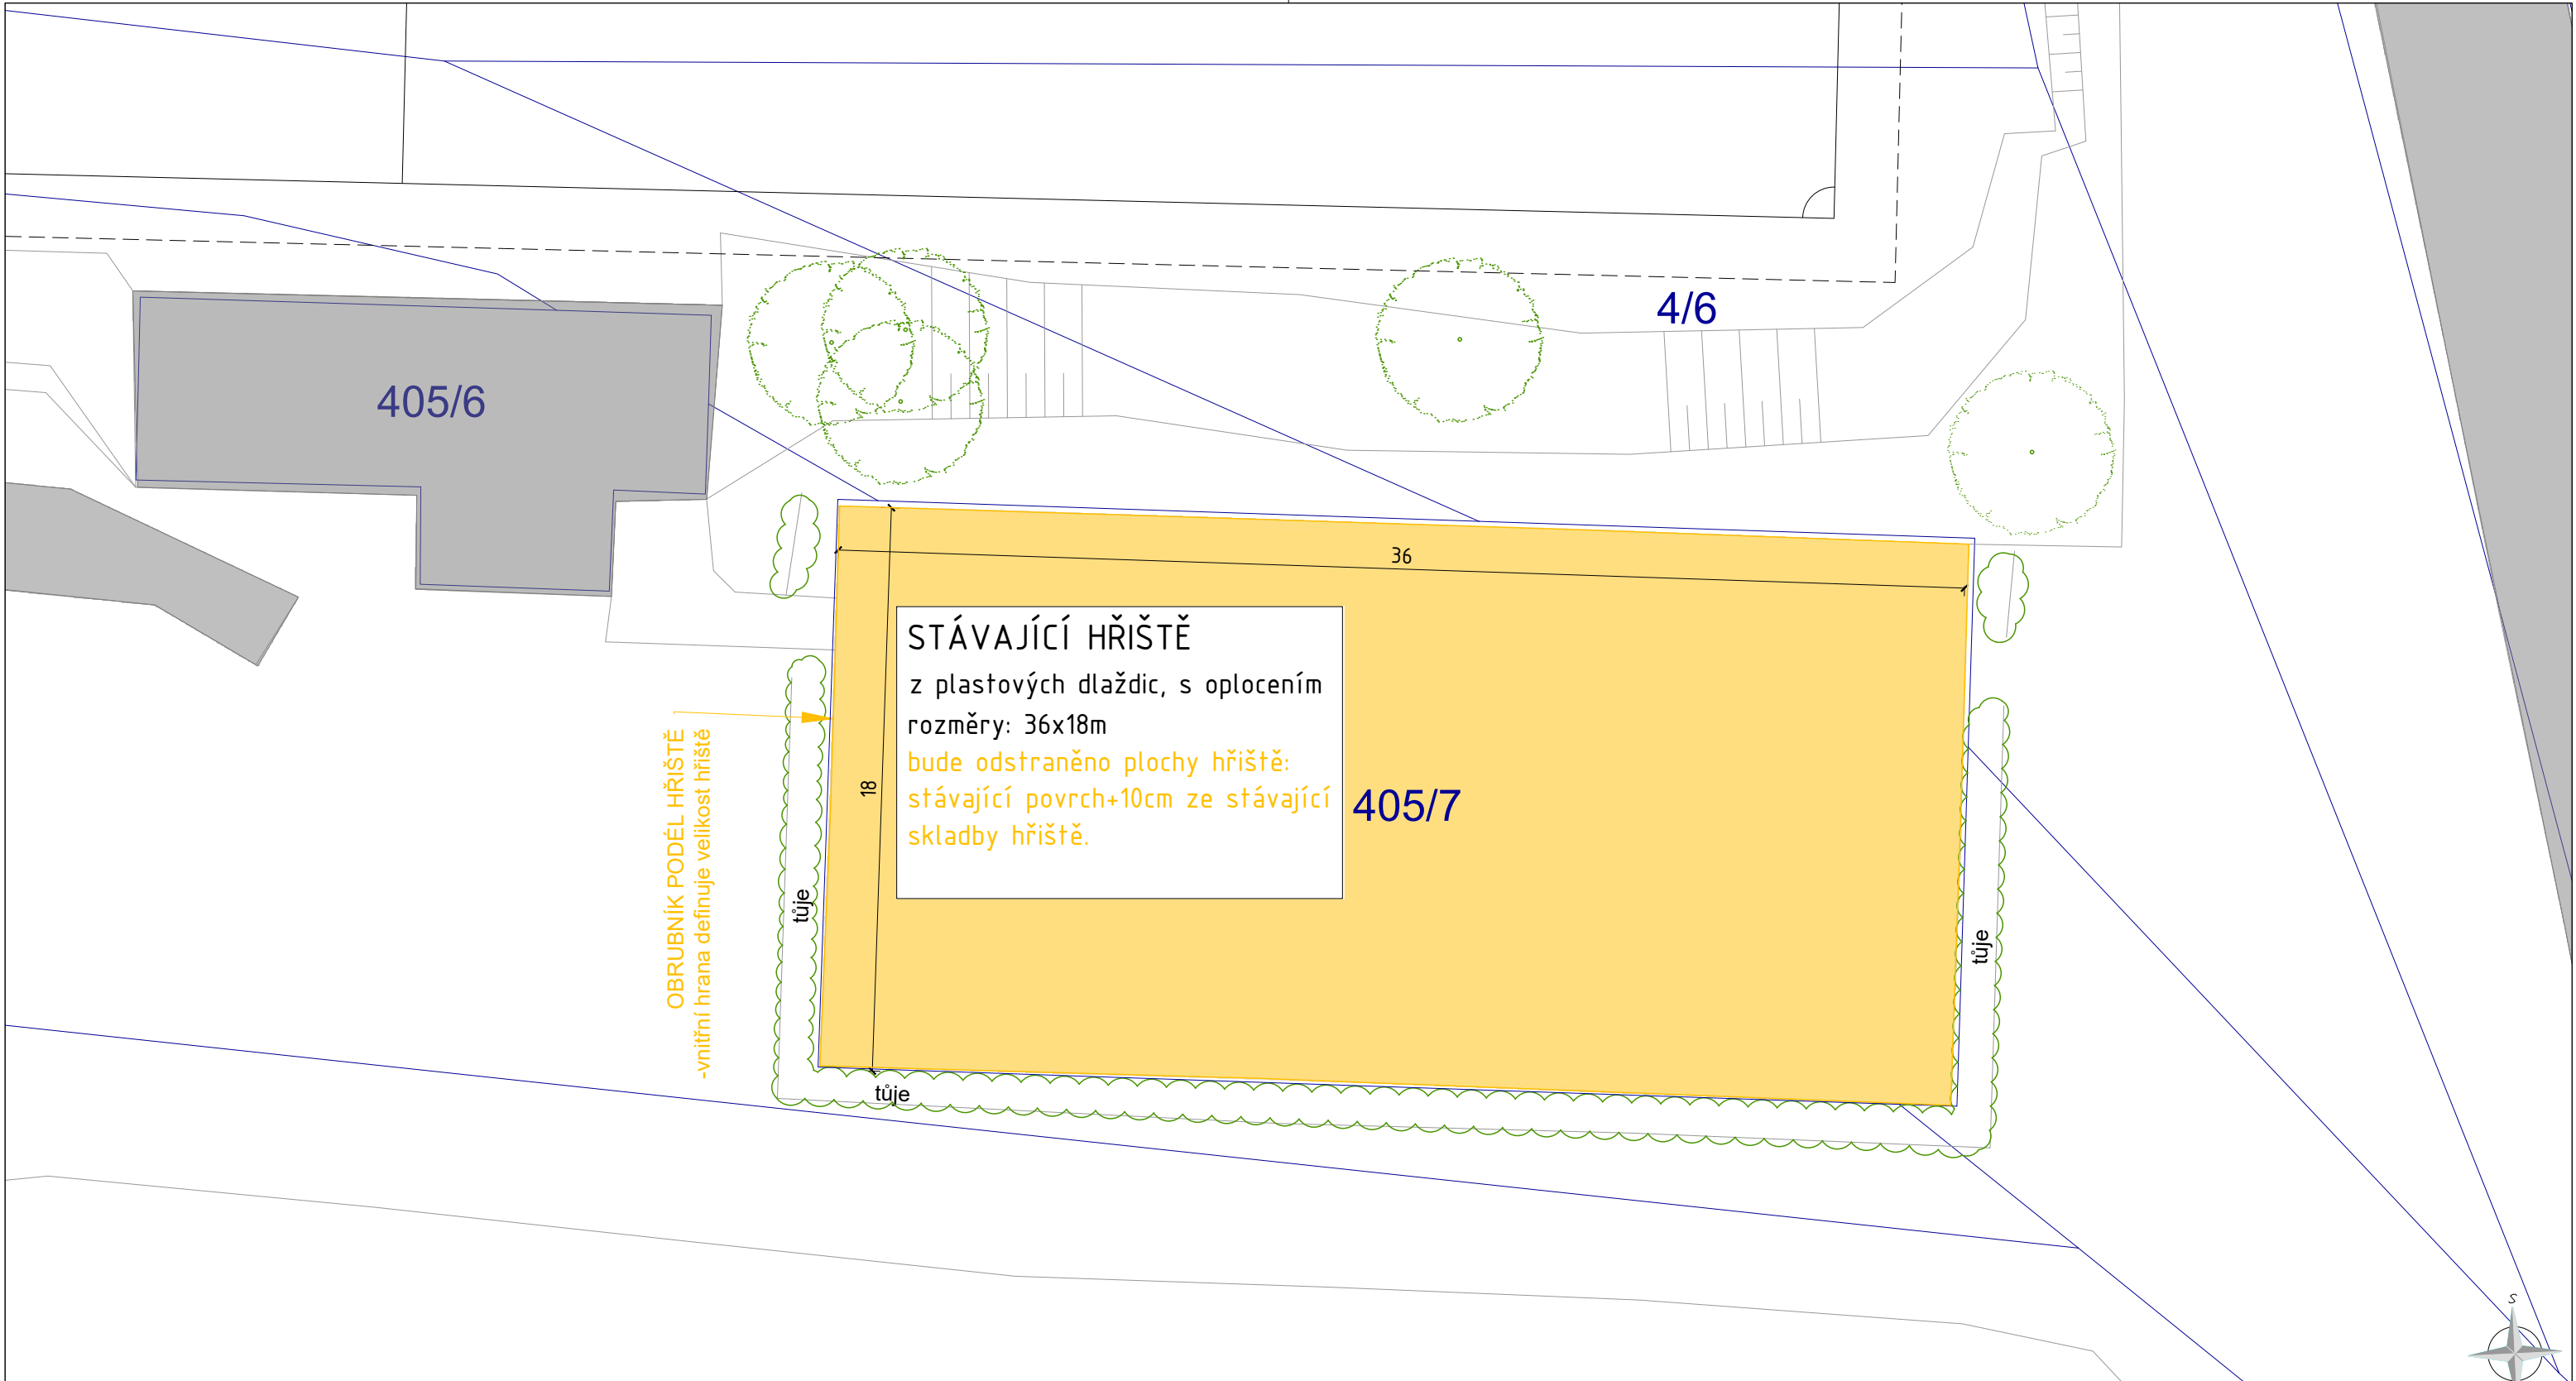 4/6
405/6
36
STÁVAJÍCÍ HŘIŠTĚ
z plastových dlaždic, s oplocením
rozměry: 36x18m
bude odstraněno plochy hřiště:
stávající povrch+10cm ze stávající
skladby hřiště.
18
405/7
OBRUBNÍK PODÉL HŘIŠTĚ
-vnitřní hrana definuje velikost hřiště
tůje
tůje
tůje
S